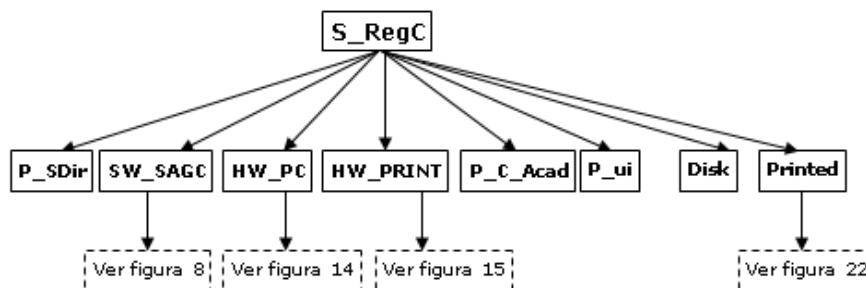 S_RegC
P_SDir SW_SAGC HW_PC HW_PRINT P_C_Acad P_ui Disk Printed
Ver figura 8 Ver figura 14 Ver figura 15 Ver figura 22